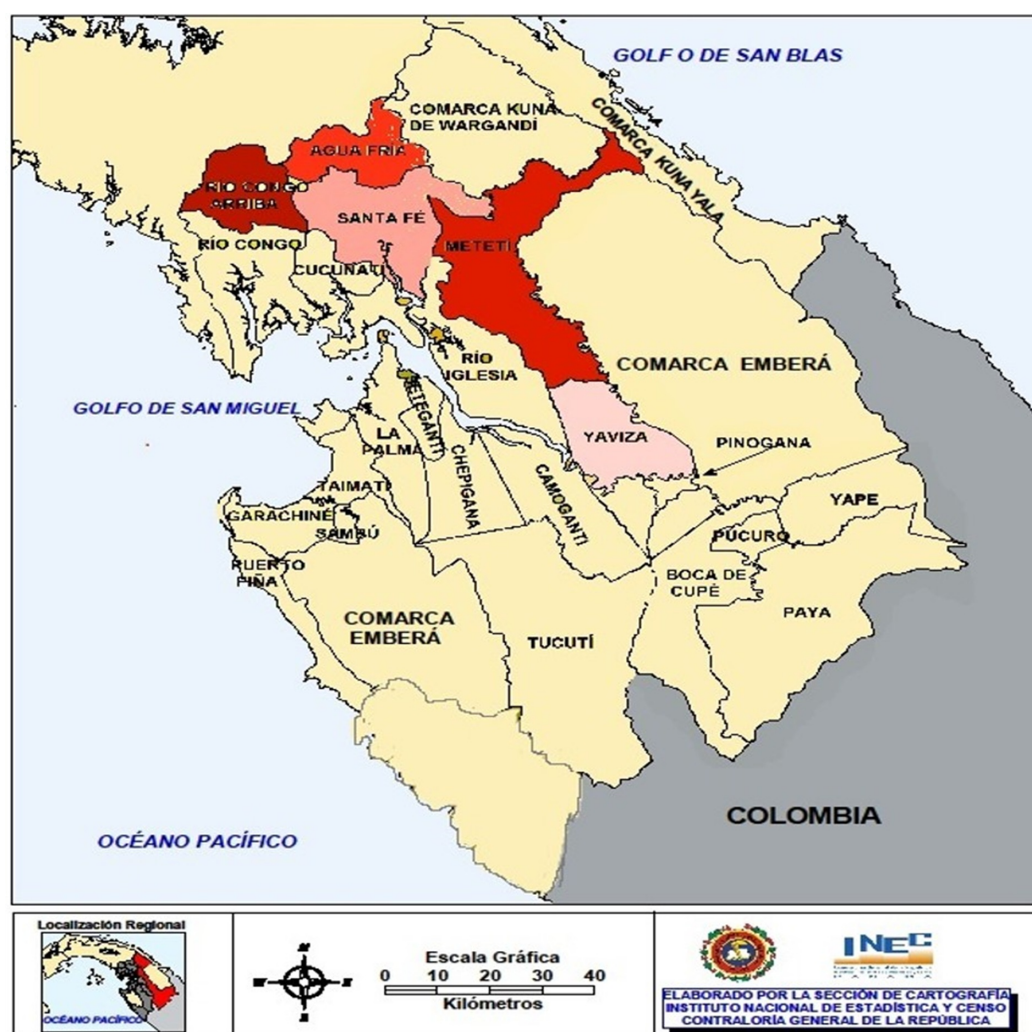 GOLFO DE SAN BLAS
COMARCA KUNA
DE WARGANDÍ
COMARCA KUNA YALA
AGUA FRÍA
RÍO CONGO
ARRIBA
SANTA FÉ
RÍO CONGO
METETÍ
CUCUNATÍ
RÍO
IGLESIA
COMARCA EMBERÁ
GOLFO DE SAN MIGUEL
SETEGANTÍ
LA
PALMA
YAVIZA
PINOGANA
CHEPIGANA
CAMOGANTI
TAIMATÍ
YAPE
GARACHINÉ
SAMBÚ
PÚCURO
PUERTO
PIÑA
BOCA DE
CUPÉ
PAYA
COMARCA
EMBERÁ
TUCUTÍ
COLOMBIA
OCÉANO PACÍFICO
Localización Regional
OCÉANO PACÍFICO
Escala Gráfica
0 10 20 30 40
Kilómetros
INEC
ELABORADO POR LA SECCIÓN DE CARTOGRAFÍA
INSTITUTO NACIONAL DE ESTADÍSTICA Y CENSO
CONTRALORÍA GENERAL DE LA REPÚBLICA